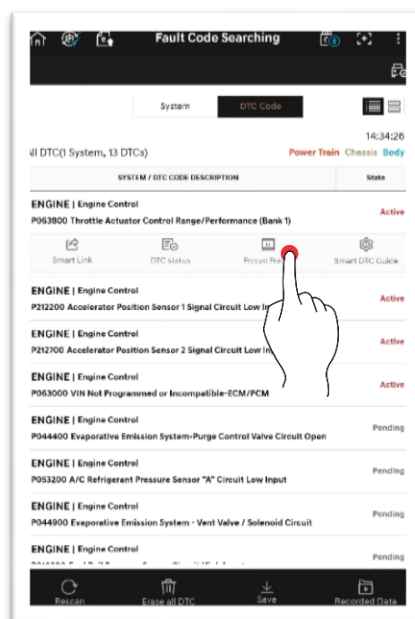 Fault Code Searching
System DTC Code
14:34:26
All DTC(1 System, 13 DTCs) Power Train Chassis Body
SYSTEM / DTC CODE DESCRIPTION State
ENGINE | Engine Control
P063800 Throttle Actuator Control Range/Performance (Bank 1) Active
Smart Link DTC status Freeze Smart DTC Guide
ENGINE | Engine Control
P212200 Accelerator Position Sensor 1 Signal Circuit Low Active
ENGINE | Engine Control
P212700 Accelerator Position Sensor 2 Signal Circuit Low Active
ENGINE | Engine Control
P063000 VIN Not Programmed or Incompatible-ECM/PCM Active
ENGINE | Engine Control
P044400 Evaporative Emission System-Purge Control Valve Circuit Open Pending
ENGINE | Engine Control
P053200 A/C Refrigerant Pressure Sensor "A" Circuit Low Input Pending
ENGINE | Engine Control
P044900 Evaporative Emission System - Vent Valve / Solenoid Circuit Pending
ENGINE | Engine Control
Pending
Rescan Erase all DTC Save Recorded Data